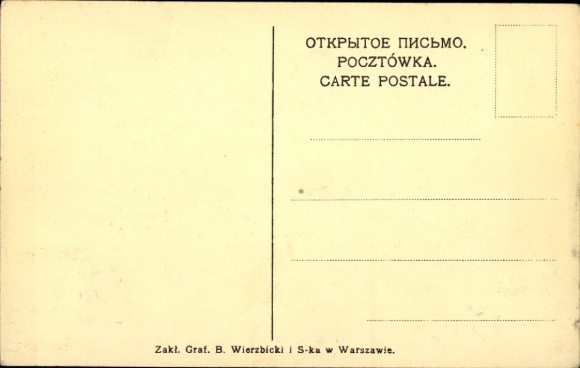 ОТКРЫТОЕ ПИСЬМО.
POCZTÓWKA.
CARTE POSTALE.
Zakł. Graf. B. Wierzbicki i S-ka w Warszawie.